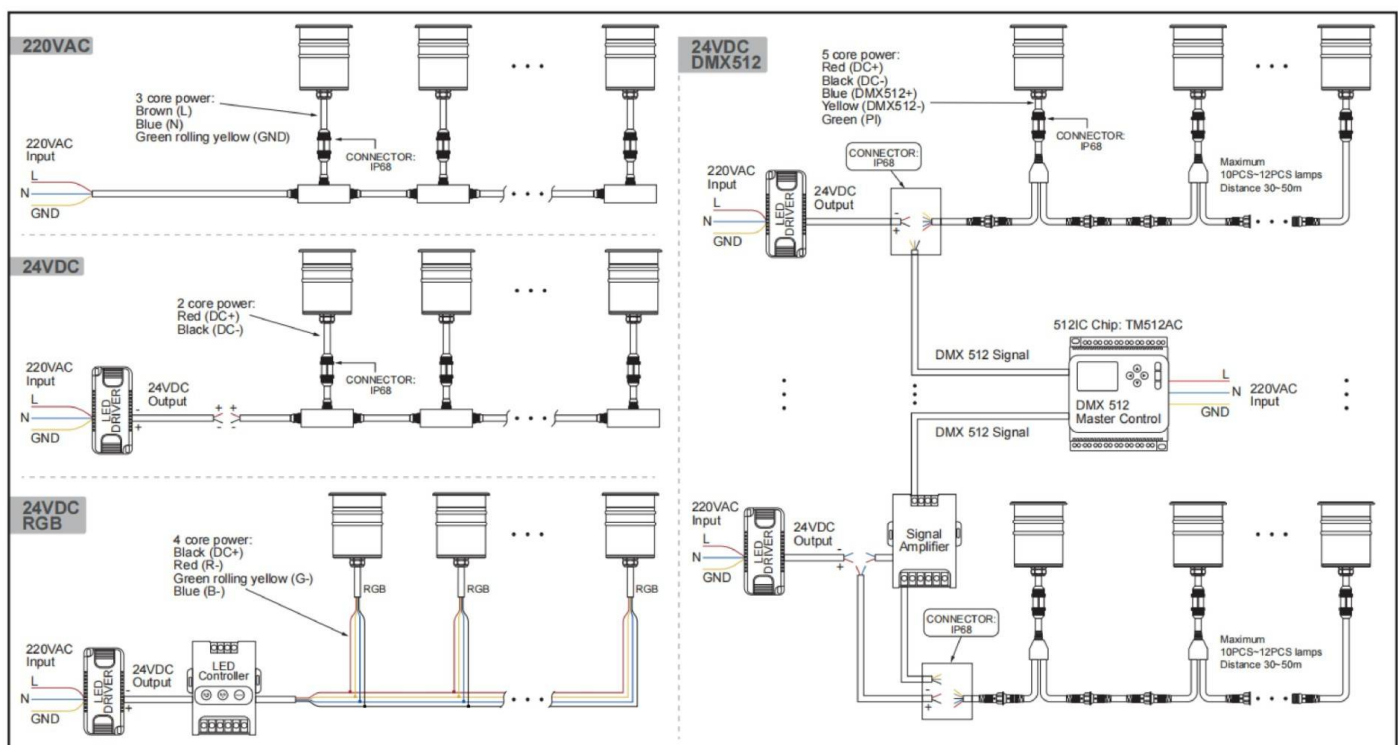 220VAC
3 core power:
Brown (L)
Blue (N)
Green rolling yellow (GND)
CONNECTOR:
IP68
220VAC
Input
L
N
GND
24VDC
2 core power:
Red (DC+)
Black (DC-)
CONNECTOR:
IP68
220VAC
Input
L
N
GND
LED
DRIVER
24VDC
Output
-
+
+ +
- -
24VDC
RGB
4 core power:
Black (DC+)
Red (R-)
Green rolling yellow (G-)
Blue (B-)
RGB
RGB
RGB
220VAC
Input
L
N
GND
LED
DRIVER
24VDC
Output
-
+
LED
Controller
24VDC
DMX512
5 core power:
Red (DC+)
Black (DC-)
Blue (DMX512+)
Yellow (DMX512-)
Green (PI)
CONNECTOR:
IP68
CONNECTOR:
IP68
220VAC
Input
L
N
GND
LED
DRIVER
24VDC
Output
-
+
Maximum
10PCS~12PCS lamps
Distance 30~50m
512IC Chip: TM512AC
DMX 512 Signal
DMX 512
Master Control
L
N
GND
220VAC
Input
DMX 512 Signal
220VAC
Input
L
N
GND
LED
DRIVER
24VDC
Output
-
+
Signal
Amplifier
CONNECTOR:
IP68
-
+
Maximum
10PCS~12PCS lamps
Distance 30~50m